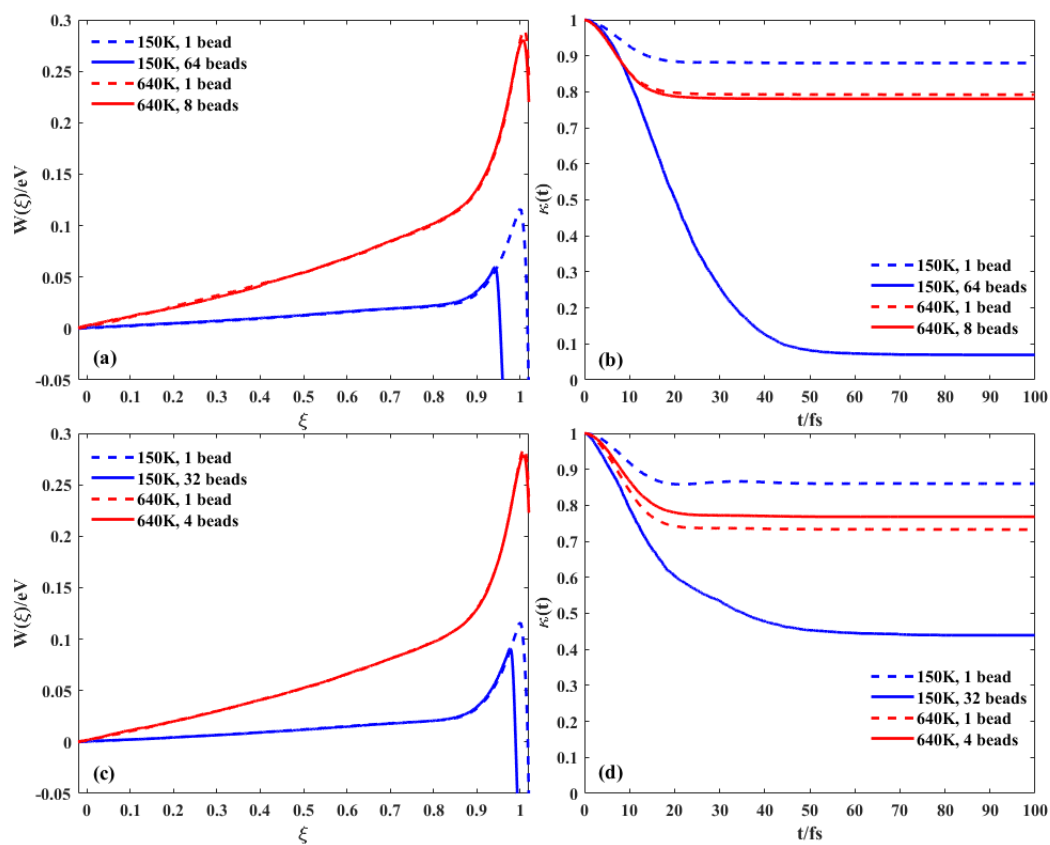 0.3
0.25
0.2
0.15
0.1
0.05
0
-0.05
W(ξ)/eV
150K, 1 bead
150K, 64 beads
640K, 1 bead
640K, 8 beads
(a)
0 0.1 0.2 0.3 0.4 0.5 0.6 0.7 0.8 0.9 1
ξ
1
0.9
0.8
0.7
0.6
0.5
0.4
0.3
0.2
0.1
0
κ(t)
150K, 1 bead
150K, 64 beads
640K, 1 bead
640K, 8 beads
(b)
0 10 20 30 40 50 60 70 80 90 100
t/fs
0.3
0.25
0.2
0.15
0.1
0.05
0
-0.05
W(ξ)/eV
150K, 1 bead
150K, 32 beads
640K, 1 bead
640K, 4 beads
(c)
0 0.1 0.2 0.3 0.4 0.5 0.6 0.7 0.8 0.9 1
ξ
1
0.9
0.8
0.7
0.6
0.5
0.4
0.3
0.2
0.1
0
κ(t)
150K, 1 bead
150K, 32 beads
640K, 1 bead
640K, 4 beads
(d)
0 10 20 30 40 50 60 70 80 90 100
t/fs